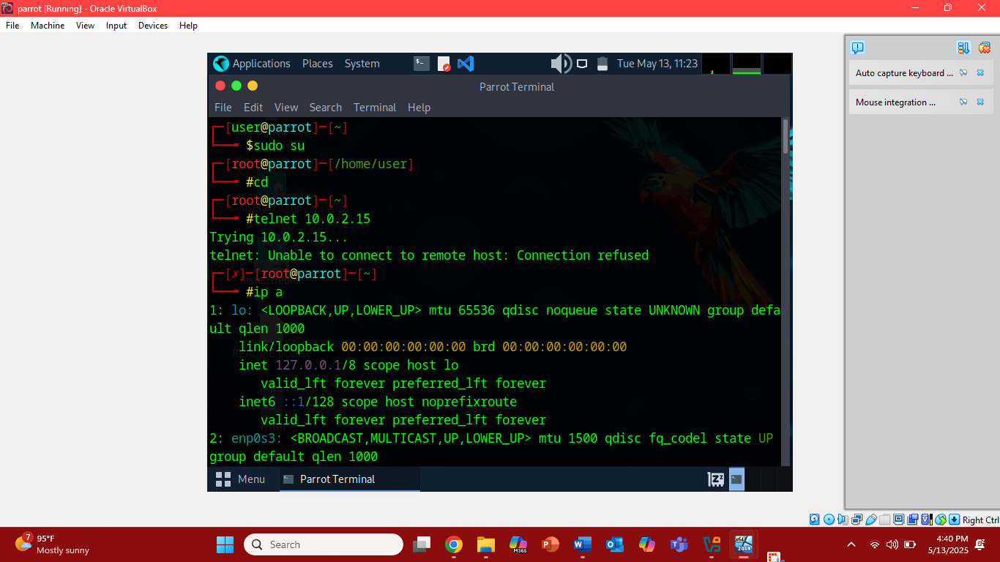 parrot [Running] - Oracle VirtualBox
File Machine View Input Devices Help
Applications Places System Tue May 13, 11:23
Parrot Terminal
File Edit View Search Terminal Help
┌─[user@parrot]─[~]
└──╼ $sudo su
┌─[root@parrot]─[/home/user]
└──╼ #cd
┌─[root@parrot]─[~]
└──╼ #telnet 10.0.2.15
Trying 10.0.2.15...
telnet: Unable to connect to remote host: Connection refused
┌─[✗]─[root@parrot]─[~]
└──╼ #ip a
1: lo: <LOOPBACK,UP,LOWER_UP> mtu 65536 qdisc noqueue state UNKNOWN group defa
ult qlen 1000
link/loopback 00:00:00:00:00:00 brd 00:00:00:00:00:00
inet 127.0.0.1/8 scope host lo
valid_lft forever preferred_lft forever
inet6 ::1/128 scope host noprefixroute
valid_lft forever preferred_lft forever
2: enp0s3: <BROADCAST,MULTICAST,UP,LOWER_UP> mtu 1500 qdisc fq_codel state UP
group default qlen 1000
Menu Parrot Terminal
Auto capture keyboard ...
Mouse integration ...
Right Ctrl
7
95°F
Mostly sunny
Search
M365
x64
2019
4:40 PM
5/13/2025